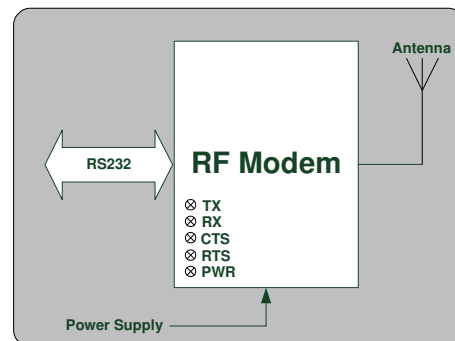 Antenna
RS232
RF Modem
TX
RX
CTS
RTS
PWR
Power Supply